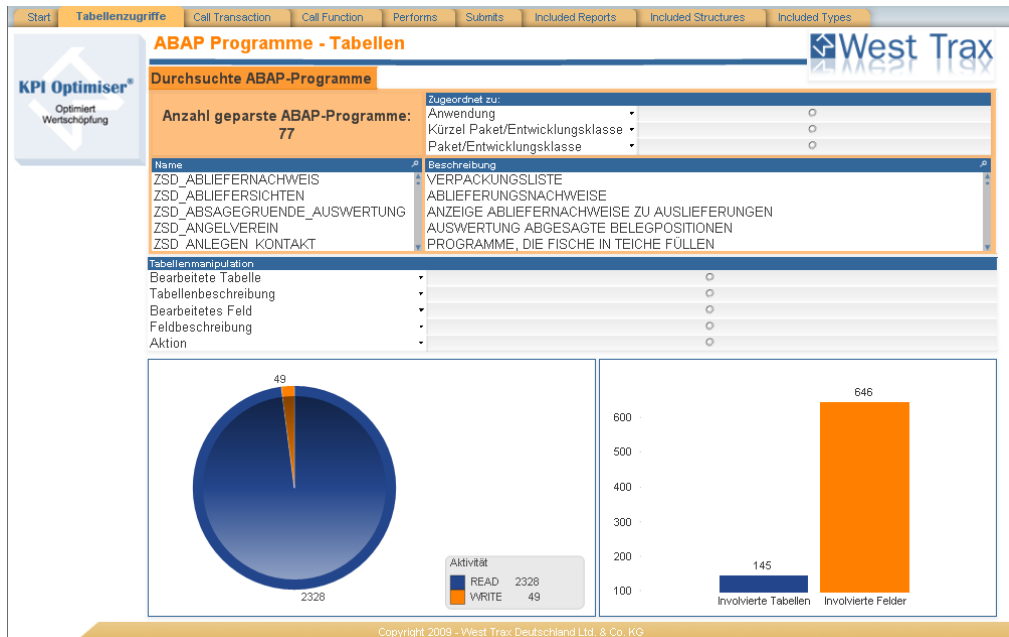 Start Tabellenzugriffe Call Transaction Call Function Performs Submits Included Reports Included Structures Included Types
ABAP Programme - Tabellen
West Trax
KPI Optimiser®
Optimiert
Wertschöpfung
Durchsuchte ABAP-Programme
Anzahl geparste ABAP-Programme:
77
Zugeordnet zu:
Anwendung
Kürzel Paket/Entwicklungsklasse
Paket/Entwicklungsklasse
Name Beschreibung
ZSD_ABLIEFERNACHWEIS VERPACKUNGSLISTE
ZSD_ABLIEFERSICHTEN ABLIEFERUNGSNACHWEISE
ZSD_ABSAGEGRUENDE_AUSWERTUNG ANZEIGE ABLIEFERNACHWEISE ZU AUSLIEFERUNGEN
ZSD_ANGELVEREIN AUSWERTUNG ABGESAGTE BELEGPOSITIONEN
ZSD_ANLEGEN_KONTAKT PROGRAMME, DIE FISCHE IN TEICHE FÜLLEN
Tabellenmanipulation
Bearbeitete Tabelle
Tabellenbeschreibung
Bearbeitetes Feld
Feldbeschreibung
Aktion
49
2328
Aktivität
READ 2328
WRITE 49
600
500
400
300
200
100
646
145
Involvierte Tabellen Involvierte Felder
Copyright 2009 - West Trax Deutschland Ltd. & Co. KG